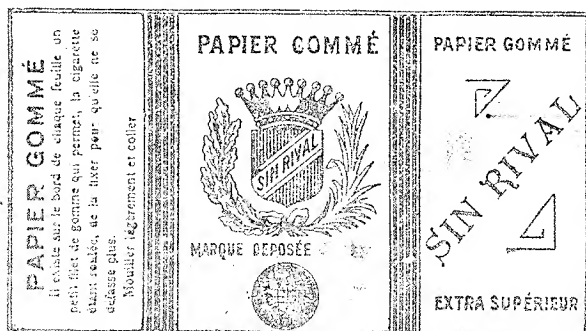 PAPIER GOMMÉ
Il existe sur le bord de chaque feuille un
petit filet de gomme qui permet, la cigarette
étant roulée, de la fixer pour qu'elle ne se
défasse plus.
Mouiller légèrement et coller
PAPIER GOMMÉ
SIN RIVAL
MARQUE DÉPOSÉE
PAPIER GOMMÉ
SIN RIVAL
EXTRA SUPÉRIEUR